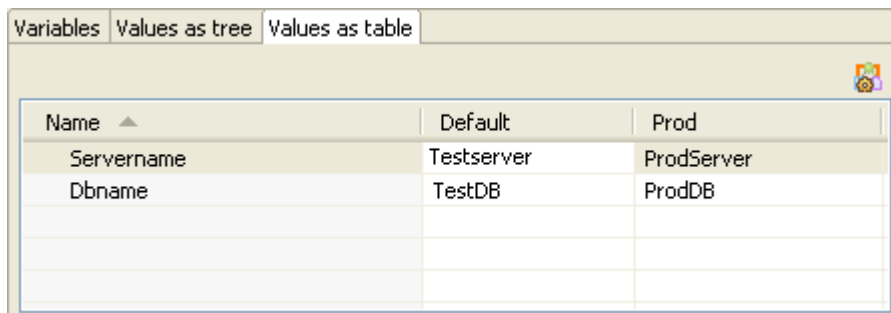 Variables Values as tree Values as table
Name Default Prod
Servername Testserver ProdServer
Dbname TestDB ProdDB